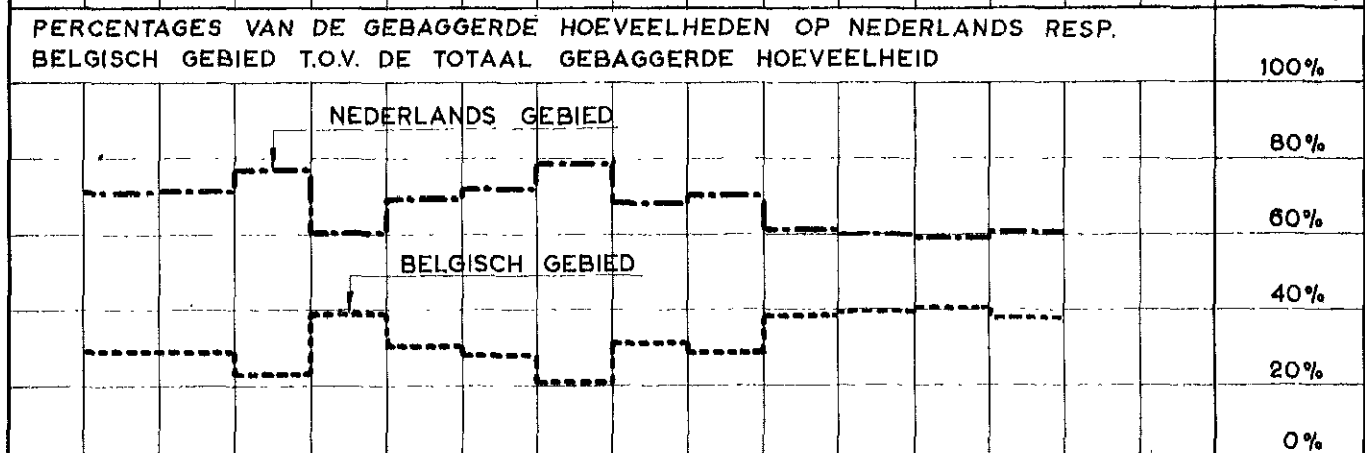 PERCENTAGES VAN DE GEBAGGERDE HOEVEELHEDEN OP NEDERLANDS RESP.
BELGISCH GEBIED T.O.V. DE TOTAAL GEBAGGERDE HOEVEELHEID
100%
NEDERLANDS GEBIED
80%
60%
BELGISCH GEBIED
40%
20%
0%